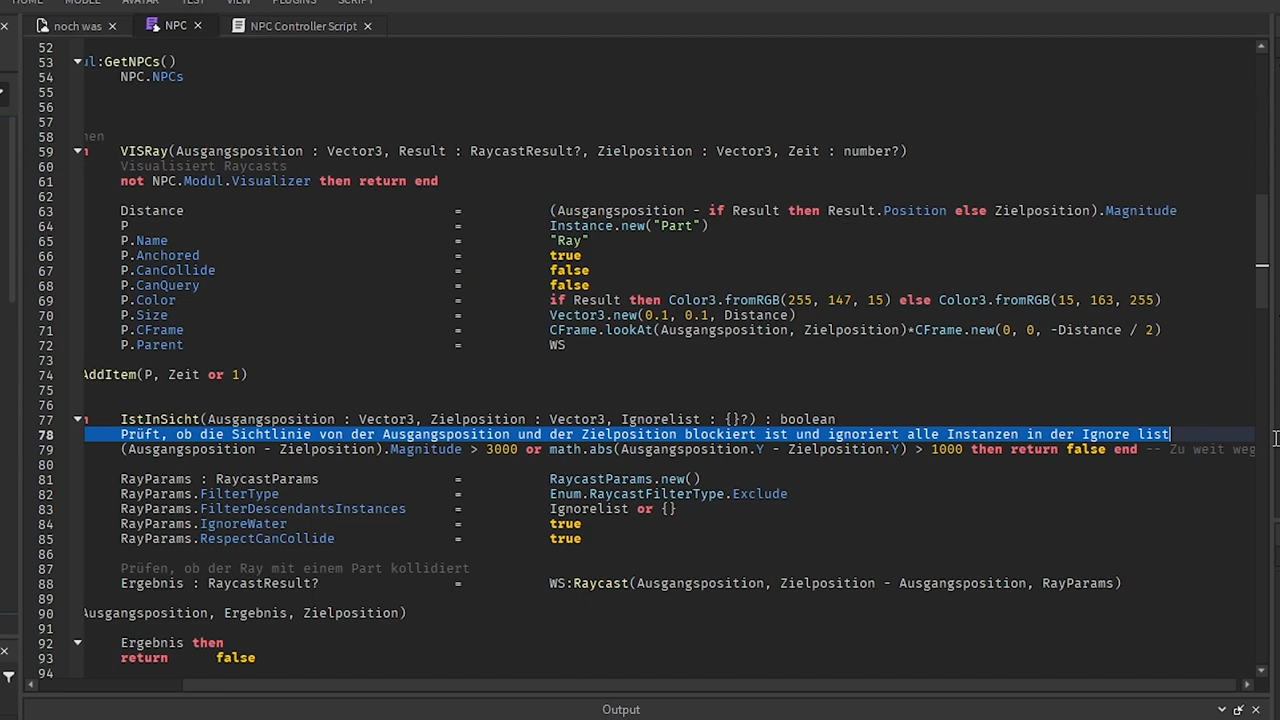 HOME MODEL AVATAR TEST VIEW PLUGINS SCRIPT
noch was NPC NPC Controller Script
52
53 ul:GetNPCs()
54 NPC.NPCs
55
56
57
58 nen
59 n VISRay(Ausgangsposition : Vector3, Result : RaycastResult?, Zielposition : Vector3, Zeit : number?)
60 Visualisiert Raycasts
61 not NPC.Modul.Visualizer then return end
62
63 Distance = (Ausgangsposition - if Result then Result.Position else Zielposition).Magnitude
64 P = Instance.new("Part")
65 P.Name = "Ray"
66 P.Anchored = true
67 P.CanCollide = false
68 P.CanQuery = false
69 P.Color = if Result then Color3.fromRGB(255, 147, 15) else Color3.fromRGB(15, 163, 255)
70 P.Size = Vector3.new(0.1, 0.1, Distance)
71 P.CFrame = CFrame.lookAt(Ausgangsposition, Zielposition)*CFrame.new(0, 0, -Distance / 2)
72 P.Parent = WS
73
74 AddItem(P, Zeit or 1)
75
76
77 n IstInSicht(Ausgangsposition : Vector3, Zielposition : Vector3, Ignorelist : {}?) : boolean
78 Prüft, ob die Sichtlinie von der Ausgangsposition und der Zielposition blockiert ist und ignoriert alle Instanzen in der Ignore list
79 (Ausgangsposition - Zielposition).Magnitude > 3000 or math.abs(Ausgangsposition.Y - Zielposition.Y) > 1000 then return false end -- Zu weit weg
80
81 RayParams : RaycastParams = RaycastParams.new()
82 RayParams.FilterType = Enum.RaycastFilterType.Exclude
83 RayParams.FilterDescendantsInstances = Ignorelist or {}
84 RayParams.IgnoreWater = true
85 RayParams.RespectCanCollide = true
86
87 Prüfen, ob der Ray mit einem Part kollidiert
88 Ergebnis : RaycastResult? = WS:Raycast(Ausgangsposition, Zielposition - Ausgangsposition, RayParams)
89
90 Ausgangsposition, Ergebnis, Zielposition)
91
92 Ergebnis then
93 return false
94
Output